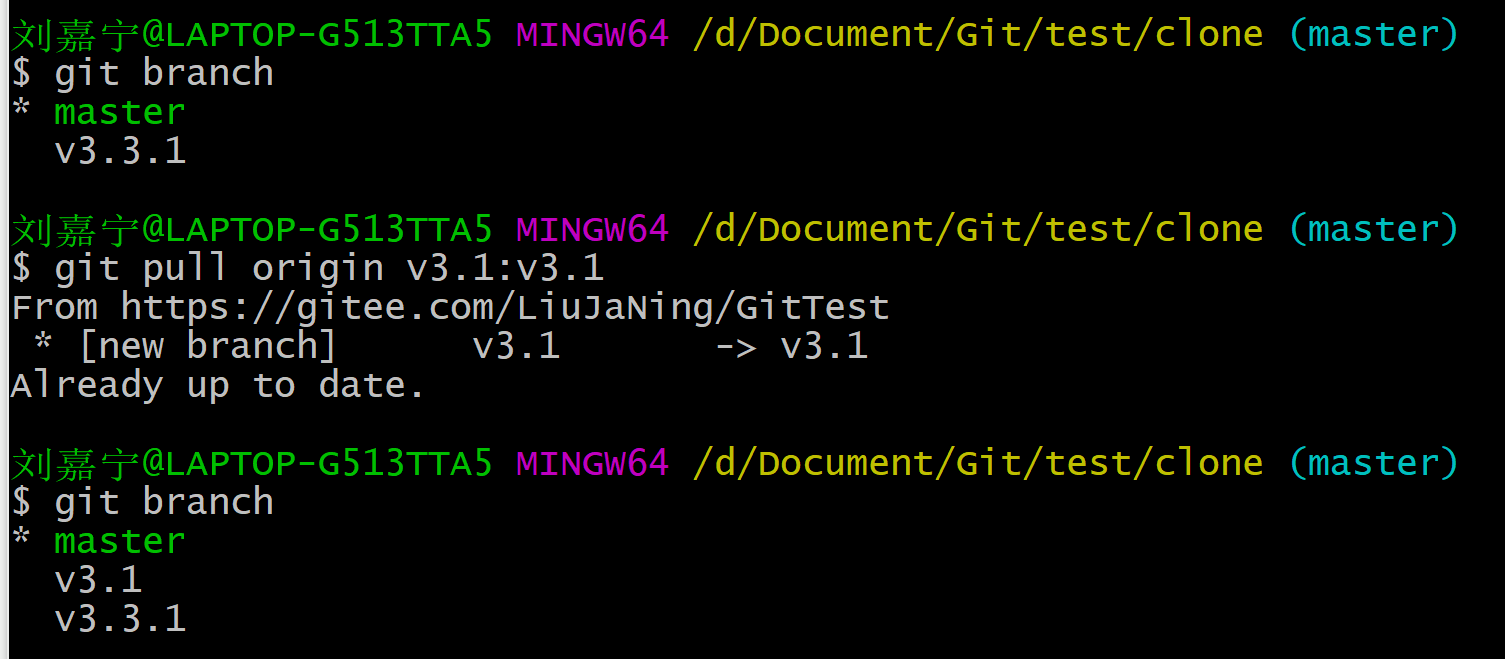 刘嘉宁@LAPTOP-G513TTA5 MINGW64 /d/Document/Git/test/clone (master)
$ git branch
* master
  v3.3.1
刘嘉宁@LAPTOP-G513TTA5 MINGW64 /d/Document/Git/test/clone (master)
$ git pull origin v3.1:v3.1
From https://gitee.com/LiuJaNing/GitTest
 * [new branch]      v3.1       -> v3.1
Already up to date.
刘嘉宁@LAPTOP-G513TTA5 MINGW64 /d/Document/Git/test/clone (master)
$ git branch
* master
  v3.1
  v3.3.1